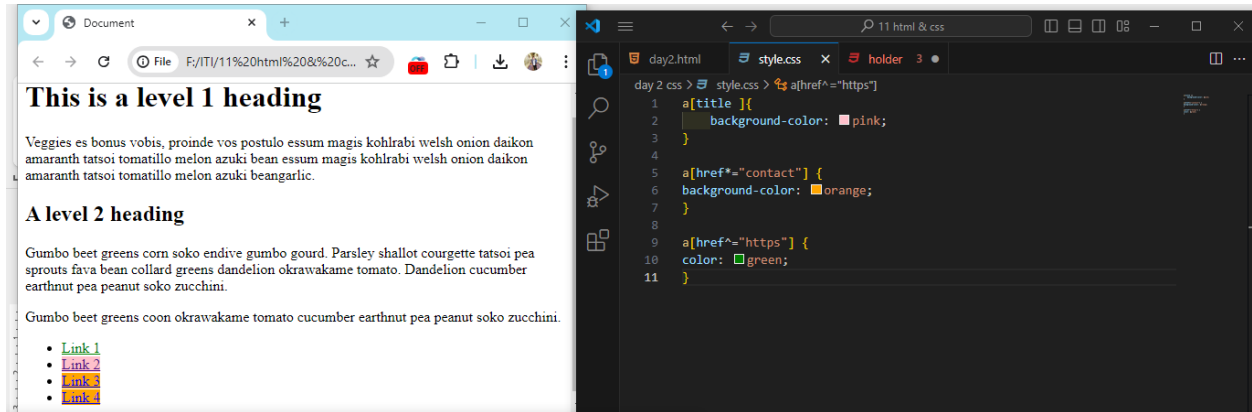 Document
File
F:/ITI/11%20html%20&%20c...
OFF
This is a level 1 heading
Veggies es bonus vobis, proinde vos postulo essum magis kohlrabi welsh onion daikon
amaranth tatsoi tomatillo melon azuki bean essum magis kohlrabi welsh onion daikon
amaranth tatsoi tomatillo melon azuki beangarlic.
A level 2 heading
Gumbo beet greens corn soko endive gumbo gourd. Parsley shallot courgette tatsoi pea
sprouts fava bean collard greens dandelion okrawakame tomato. Dandelion cucumber
earthnut pea peanut soko zucchini.
Gumbo beet greens coon okrawakame tomato cucumber earthnut pea peanut soko zucchini.
Link 1
Link 2
Link 3
Link 4
11 html & css
day2.html
style.css
holder 3
day 2 css > style.css > a[href^="https"]
1 a[title ]{
2 background-color: pink;
3 }
4
5 a[href*="contact"] {
6 background-color: orange;
7 }
8
9 a[href^="https"] {
10 color: green;
11 }
1